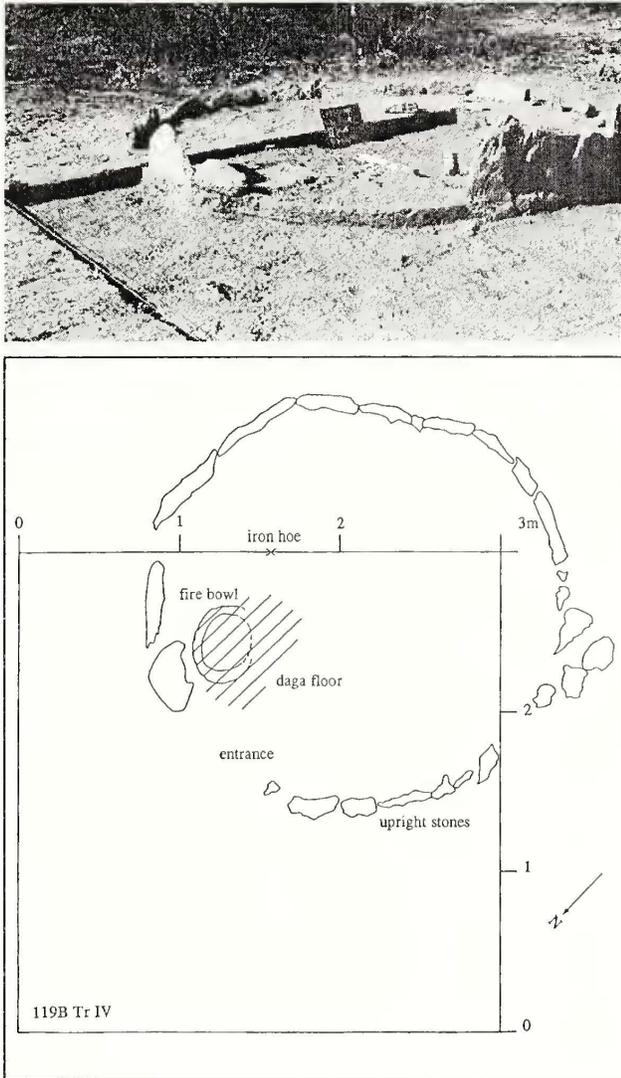 0
1
2
3m
iron hoe
fire bowl
daga floor
2
entrance
upright stones
1
N
119B Tr IV
0